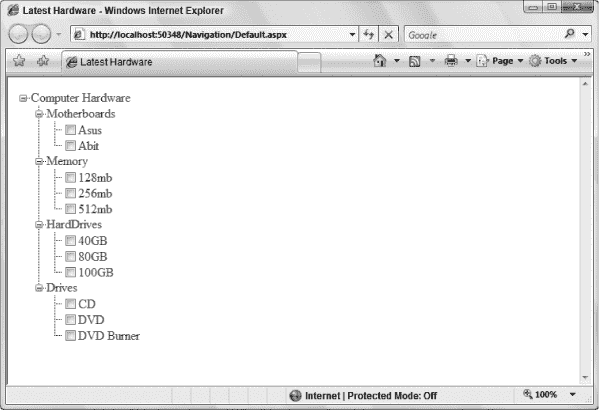 Latest Hardware - Windows Internet Explorer
http://localhost:50348/Navigation/Default.aspx
Google
Latest Hardware
Page
Tools
Computer Hardware
Motherboards
Asus
Abit
Memory
128mb
256mb
512mb
HardDrives
40GB
80GB
100GB
Drives
CD
DVD
DVD Burner
Internet | Protected Mode: Off
100%